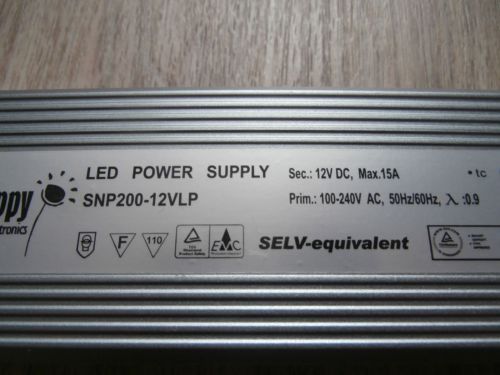 LED POWER SUPPLY
SNP200-12VLP
Sec.: 12V DC, Max.15A
Prim.: 100-240V AC, 50Hz/60Hz, λ :0.9
• tc
ppy
tronics
F
110
EMC
SELV-equivalent